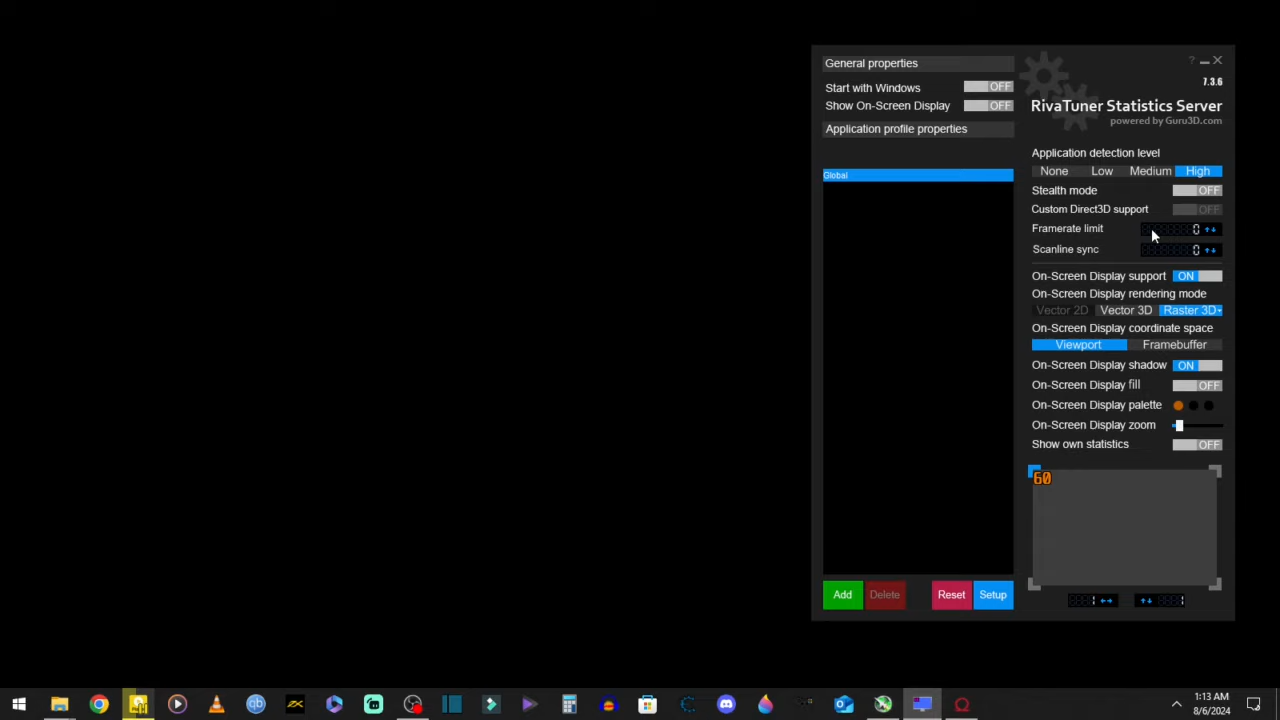 General properties
Start with Windows OFF
Show On-Screen Display OFF
Application profile properties
Global
Add Delete Reset Setup
?
7.3.6
RivaTuner Statistics Server
powered by Guru3D.com
Application detection level
None Low Medium High
Stealth mode OFF
Custom Direct3D support OFF
Framerate limit 0
Scanline sync 0
On-Screen Display support ON
On-Screen Display rendering mode
Vector 2D Vector 3D Raster 3D
On-Screen Display coordinate space
Viewport Framebuffer
On-Screen Display shadow ON
On-Screen Display fill OFF
On-Screen Display palette
On-Screen Display zoom
Show own statistics OFF
60
1 1
qb ZX
1:13 AM
8/6/2024